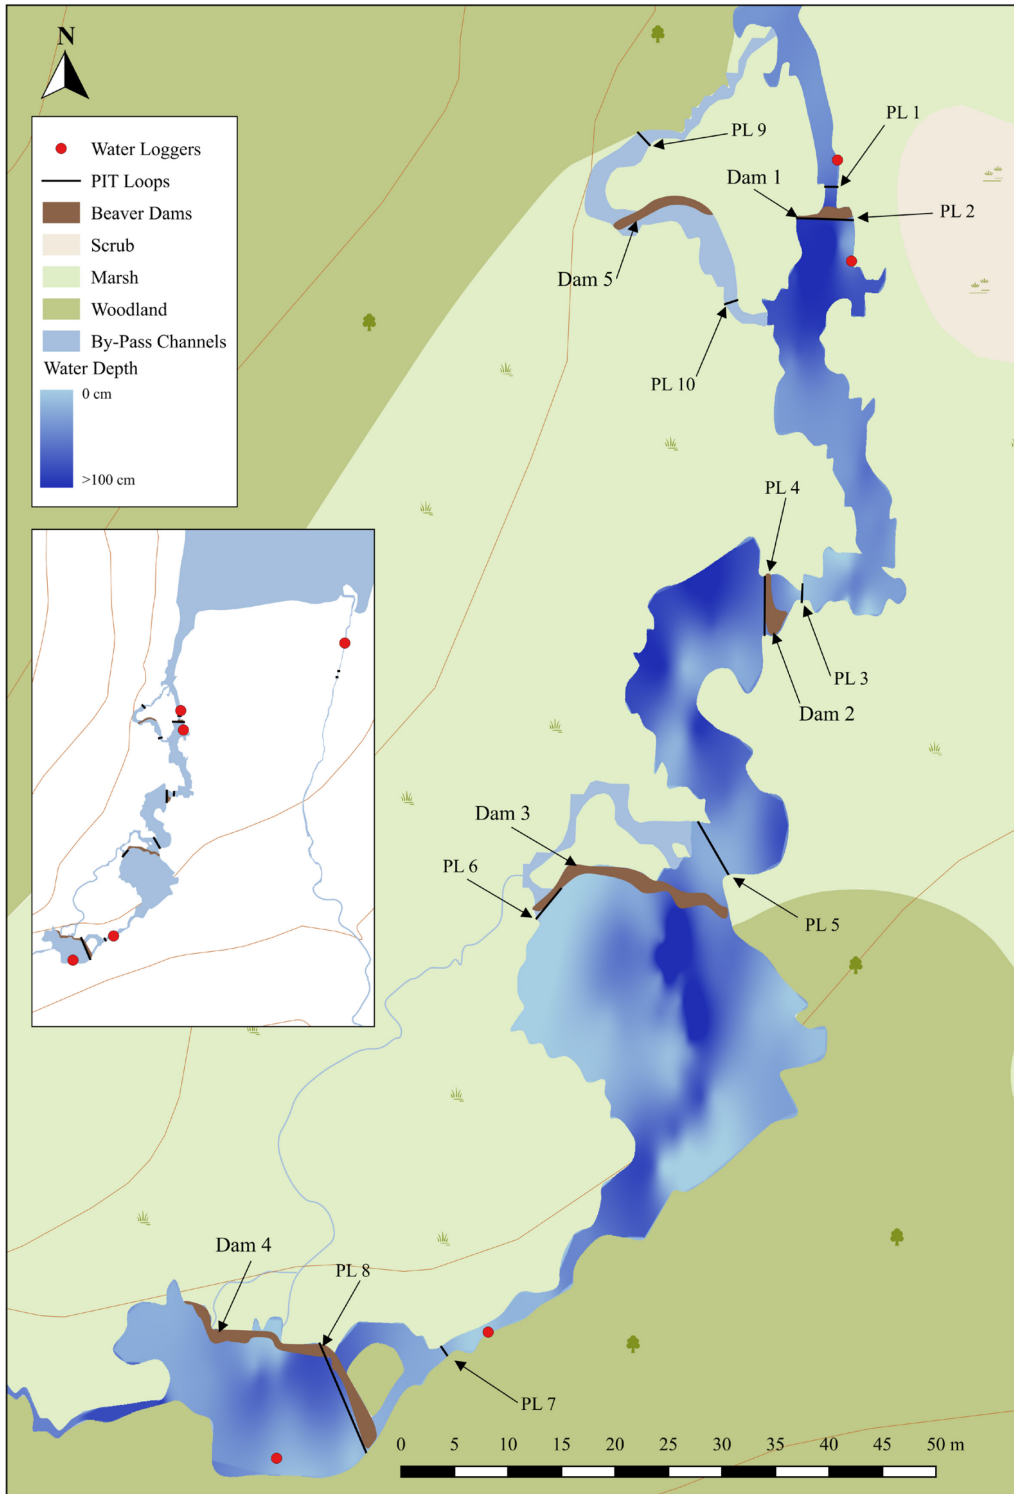 N
Water Loggers
PIT Loops
Beaver Dams
Scrub
Marsh
Woodland
By-Pass Channels
Water Depth
0 cm
>100 cm
PL 9
PL 1
Dam 1
PL 2
Dam 5
PL 10
PL 4
PL 3
Dam 2
Dam 3
PL 6
PL 5
Dam 4
PL 8
PL 7
0 5 10 15 20 25 30 35 40 45 50 m